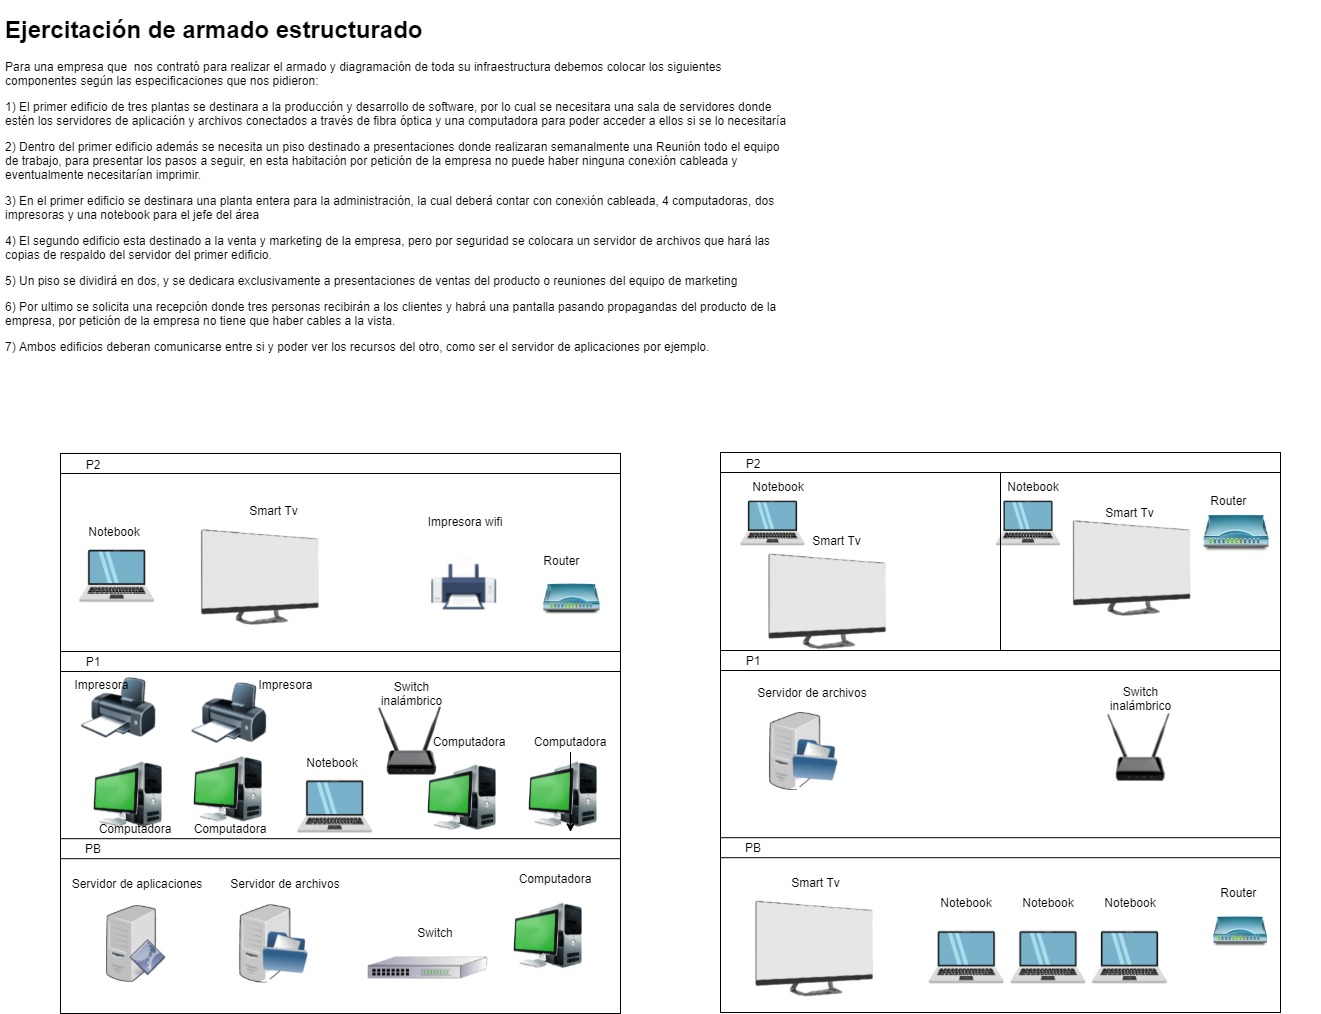 Ejercitación de armado estructurado
Para una empresa que  nos contrató para realizar el armado y diagramación de toda su infraestructura debemos colocar los siguientes
componentes según las especificaciones que nos pidieron:
1) El primer edificio de tres plantas se destinara a la producción y desarrollo de software, por lo cual se necesitara una sala de servidores donde
estén los servidores de aplicación y archivos conectados a través de fibra óptica y una computadora para poder acceder a ellos si se lo necesitaría
2) Dentro del primer edificio además se necesita un piso destinado a presentaciones donde realizaran semanalmente una Reunión todo el equipo
de trabajo, para presentar los pasos a seguir, en esta habitación por petición de la empresa no puede haber ninguna conexión cableada y
eventualmente necesitarían imprimir.
3) En el primer edificio se destinara una planta entera para la administración, la cual deberá contar con conexión cableada, 4 computadoras, dos
impresoras y una notebook para el jefe del área
4) El segundo edificio esta destinado a la venta y marketing de la empresa, pero por seguridad se colocara un servidor de archivos que hará las
copias de respaldo del servidor del primer edificio.
5) Un piso se dividirá en dos, y se dedicara exclusivamente a presentaciones de ventas del producto o reuniones del equipo de marketing
6) Por ultimo se solicita una recepción donde tres personas recibirán a los clientes y habrá una pantalla pasando propagandas del producto de la
empresa, por petición de la empresa no tiene que haber cables a la vista.
7) Ambos edificios deberan comunicarse entre si y poder ver los recursos del otro, como ser el servidor de aplicaciones por ejemplo.
P2
Notebook
Smart Tv
Impresora wifi
Router
P1
Impresora
Impresora
Switch
inalámbrico
Computadora
Computadora
Notebook
Computadora
Computadora
PB
Servidor de aplicaciones
Servidor de archivos
Switch
Computadora
P2
Notebook
Smart Tv
Notebook
Smart Tv
Router
P1
Servidor de archivos
Switch
inalámbrico
PB
Smart Tv
Notebook
Notebook
Notebook
Router